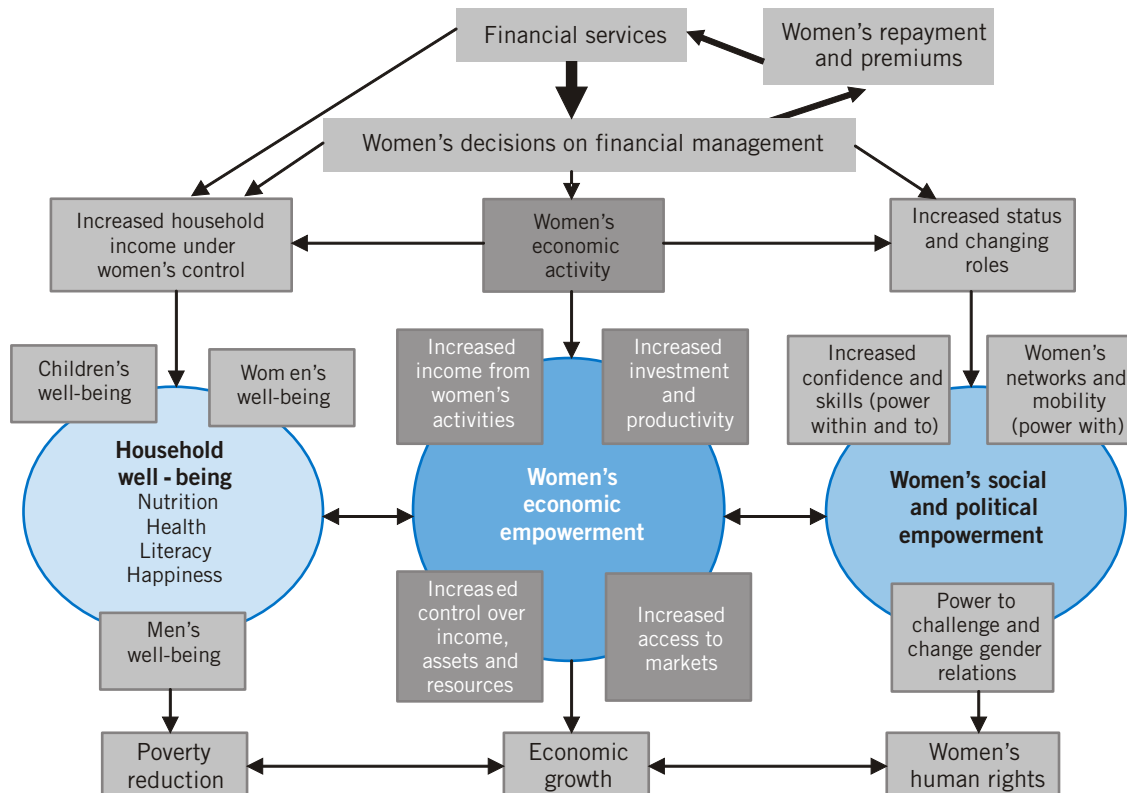 Financial services
Women's repayment
and premiums
Women's decisions on financial management
Increased household
income under
women's control
Women's
economic
activity
Increased status
and changing
roles
Children's
well-being
Wom en's
well-being
Increased
income from
women's
activities
Increased
investment
and
productivity
Increased
confidence and
skills (power
within and to)
Women's
networks and
mobility
(power with)
Household
well - being
Nutrition
Health
Literacy
Happiness
Women's
economic
empowerment
Women's social
and political
empowerment
Men's
well-being
Increased
control over
income,
assets and
resources
Increased
access to
markets
Power to
challenge and
change gender
relations
Poverty
reduction
Economic
growth
Women's
human rights